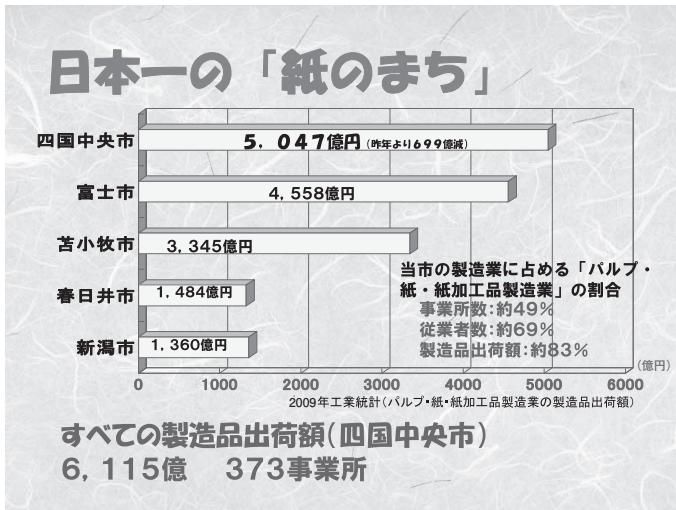 日本一の「紙のまち」
四国中央市 5．047億円（昨年より699億減）
富士市 4，558億円
苫小牧市 3，345億円
当市の製造業に占める「パルプ・
紙・紙加工品製造業」の割合
春日井市 1，484億円
事業所数：約49％
従業者数：約69％
新潟市 1，360億円
製造品出荷額：約83％
（億円）
0 1000 2000 3000 4000 5000 6000
2009年工業統計（パルプ・紙・紙加工品製造業の製造品出荷額）
すべての製造品出荷額（四国中央市）
6，115億 373事業所